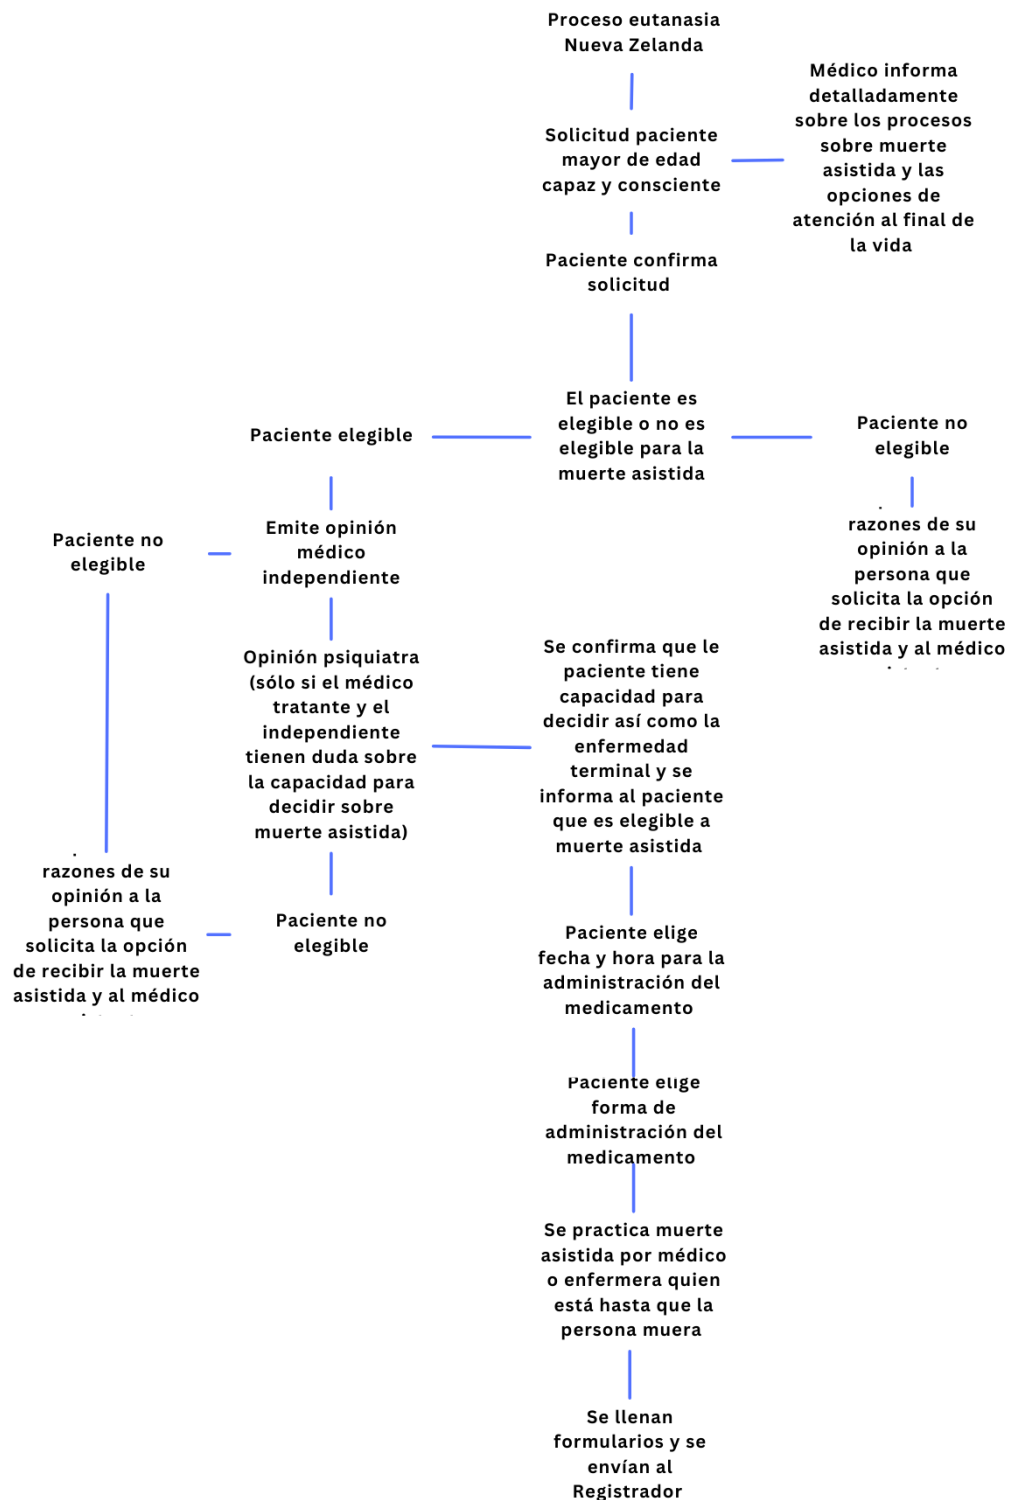 Proceso eutanasia
Nueva Zelanda
Médico informa
detalladamente
sobre los procesos
sobre muerte
asistida y las
opciones de
atención al final de
la vida
Solicitud paciente
mayor de edad
capaz y consciente
Paciente confirma
solicitud
El paciente es
elegible o no es
elegible para la
muerte asistida
Paciente elegible
Paciente no
elegible
razones de su
opinión a la
persona que
solicita la opción
de recibir la muerte
asistida y al médico
Emite opinión
médico
independiente
Paciente no
elegible
Opinión psiquiatra
(sólo si el médico
tratante y el
independiente
tienen duda sobre
la capacidad para
decidir sobre
muerte asistida)
Se confirma que le
paciente tiene
capacidad para
decidir así como la
enfermedad
terminal y se
informa al paciente
que es elegible a
muerte asistida
razones de su
opinión a la
persona que
solicita la opción
de recibir la muerte
asistida y al médico
Paciente no
elegible
Paciente elige
fecha y hora para la
administración del
medicamento
Paciente elige
forma de
administración del
medicamento
Se practica muerte
asistida por médico
o enfermera quien
está hasta que la
persona muera
Se llenan
formularios y se
envían al
Registrador